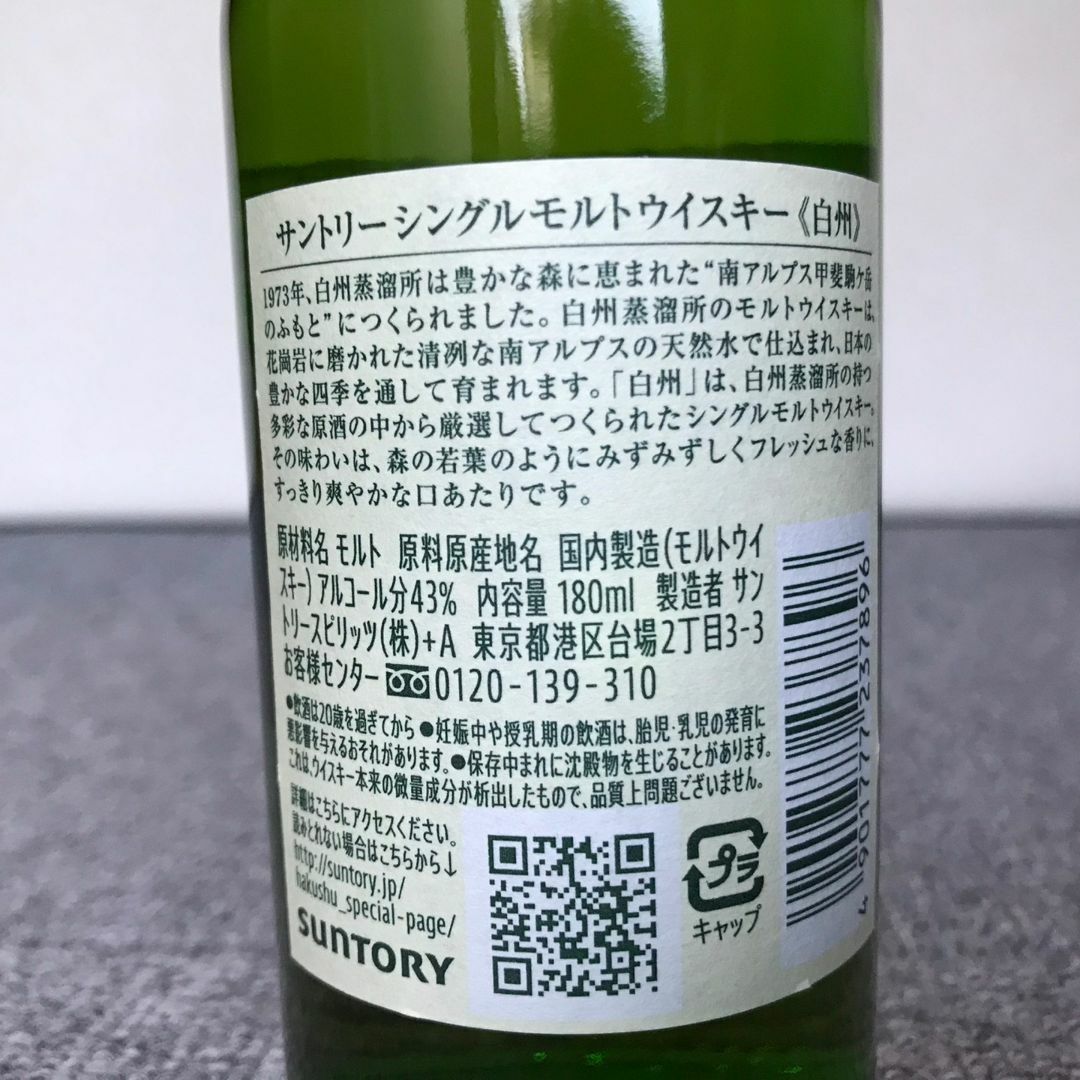 サントリーシングルモルトウイスキー《白州》
1973年、白州蒸溜所は豊かな森に恵まれた“南アルプス甲斐駒ケ岳
のふもと”につくられました。白州蒸溜所のモルトウイスキーは、
花崗岩に磨かれた清冽な南アルプスの天然水で仕込まれ、日本の
豊かな四季を通して育まれます。「白州」は、白州蒸溜所の持つ
多彩な原酒の中から厳選してつくられたシングルモルトウイスキー。
その味わいは、森の若葉のようにみずみずしくフレッシュな香りに、
すっきり爽やかな口あたりです。
原材料名 モルト 原料原産地名 国内製造(モルトウイ
スキー) アルコール分43% 内容量 180ml 製造者 サン
トリースピリッツ(株)+A 東京都港区台場2丁目3-3
お客様センター 0120-139-310
●飲酒は20歳を過ぎてから ●妊娠中や授乳期の飲酒は、胎児・乳児の発育に
悪影響を与えるおそれがあります。●保存中まれに沈殿物を生じることがあります。
これは、ウイスキー本来の微量成分が析出したもので、品質上問題ございません。
詳細はこちらにアクセスください。
読みとれない場合はこちらから↓
http://suntory.jp/
hakushu_special-page/
SUNTORY
プラ
キャップ
4 901777 237896